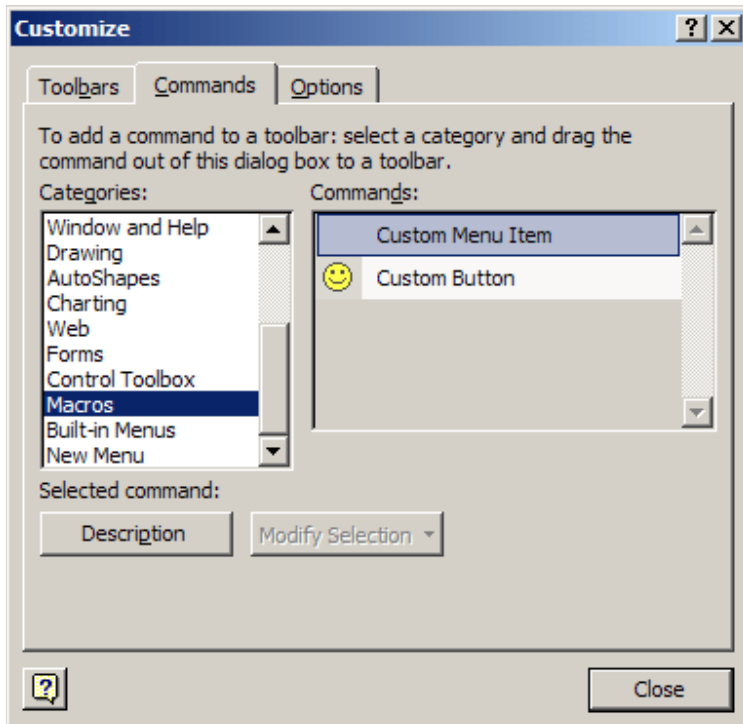 Customize
Toolbars Commands Options
To add a command to a toolbar: select a category and drag the
command out of this dialog box to a toolbar.
Categories: Commands:
Window and Help
Drawing
AutoShapes
Charting
Web
Forms
Control Toolbox
Macros
Built-in Menus
New Menu
Custom Menu Item
Custom Button
Selected command:
Description Modify Selection
Close